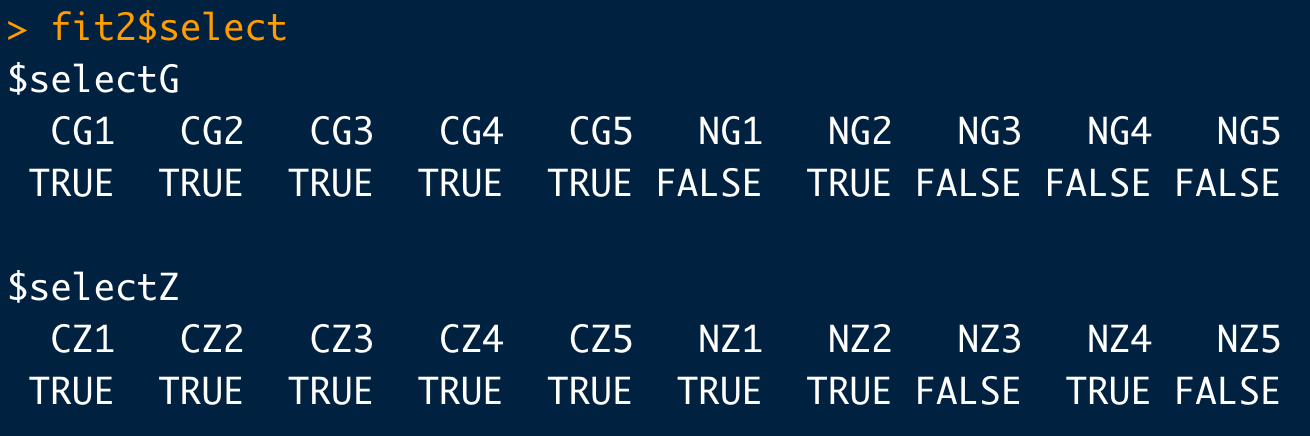 > fit2$select
$selectG
CG1 CG2 CG3 CG4 CG5 NG1 NG2 NG3 NG4 NG5
TRUE TRUE TRUE TRUE TRUE FALSE TRUE FALSE FALSE FALSE
$selectZ
CZ1 CZ2 CZ3 CZ4 CZ5 NZ1 NZ2 NZ3 NZ4 NZ5
TRUE TRUE TRUE TRUE TRUE TRUE TRUE FALSE TRUE FALSE